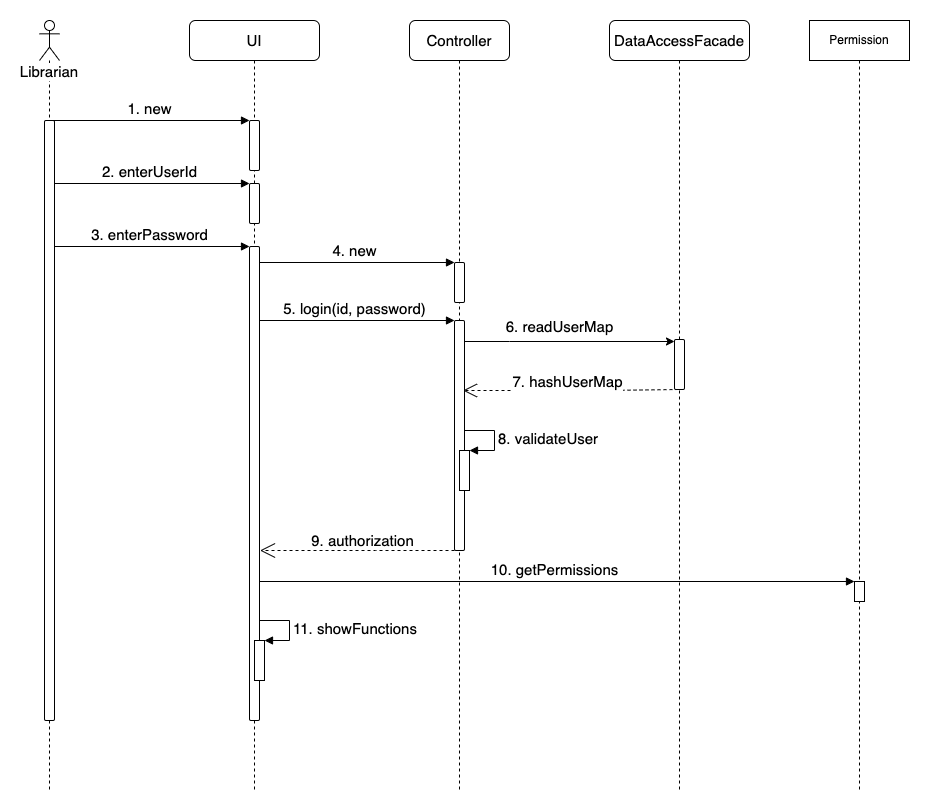 Librarian
UI
Controller
DataAccessFacade
Permission
1. new
2. enterUserId
3. enterPassword
4. new
5. login(id, password)
6. readUserMap
7. hashUserMap
8. validateUser
9. authorization
10. getPermissions
11. showFunctions